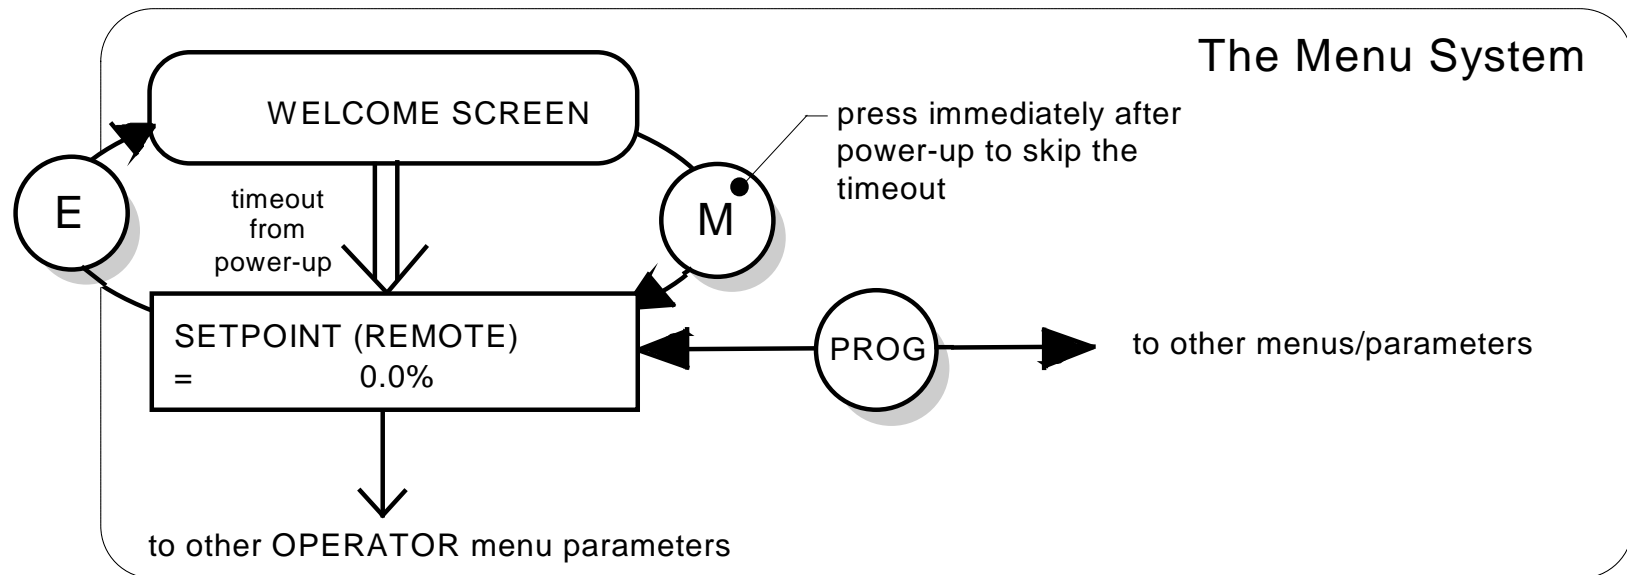 The Menu System
WELCOME SCREEN
press immediately after
power-up to skip the
timeout
E
timeout
from
power-up
M
SETPOINT (REMOTE)
= 0.0%
PROG
to other menus/parameters
to other OPERATOR menu parameters